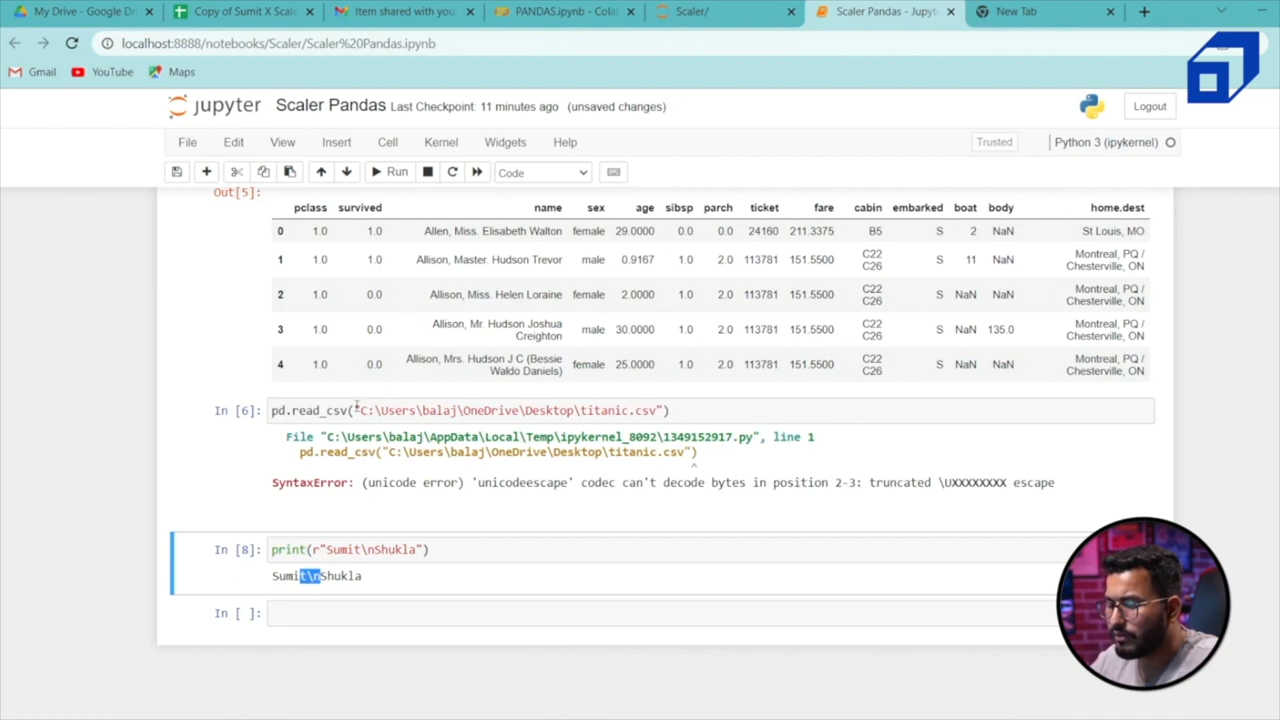 My Drive - Google Dri
Copy of Sumit X Scale
Item shared with you
PANDAS.ipynb - Colab
Scaler/
Scaler Pandas - Jupyte
New Tab
localhost:8888/notebooks/Scaler/Scaler%20Pandas.ipynb
Gmail YouTube Maps
jupyter Scaler Pandas Last Checkpoint: 11 minutes ago (unsaved changes) Logout
File Edit View Insert Cell Kernel Widgets Help Trusted Python 3 (ipykernel)
Run Code
Out[5]:
pclass survived name sex age sibsp parch ticket fare cabin embarked boat body home.dest
0 1.0 1.0 Allen, Miss. Elisabeth Walton female 29.0000 0.0 0.0 24160 211.3375 B5 S 2 NaN St Louis, MO
1 1.0 1.0 Allison, Master. Hudson Trevor male 0.9167 1.0 2.0 113781 151.5500 C22 C26 S 11 NaN Montreal, PQ / Chesterville, ON
2 1.0 0.0 Allison, Miss. Helen Loraine female 2.0000 1.0 2.0 113781 151.5500 C22 C26 S NaN NaN Montreal, PQ / Chesterville, ON
3 1.0 0.0 Allison, Mr. Hudson Joshua Creighton male 30.0000 1.0 2.0 113781 151.5500 C22 C26 S NaN 135.0 Montreal, PQ / Chesterville, ON
4 1.0 0.0 Allison, Mrs. Hudson J C (Bessie Waldo Daniels) female 25.0000 1.0 2.0 113781 151.5500 C22 C26 S NaN NaN Montreal, PQ / Chesterville, ON
In [6]: pd.read_csv("C:\Users\balaj\OneDrive\Desktop\titanic.csv")
File "C:\Users\balaj\AppData\Local\Temp\ipykernel_8092\1349152917.py", line 1
pd.read_csv("C:\Users\balaj\OneDrive\Desktop\titanic.csv")
^
SyntaxError: (unicode error) 'unicodeescape' codec can't decode bytes in position 2-3: truncated \UXXXXXXXX escape
In [8]: print(r"Sumit\nShukla")
Sumit\nShukla
In [ ]: